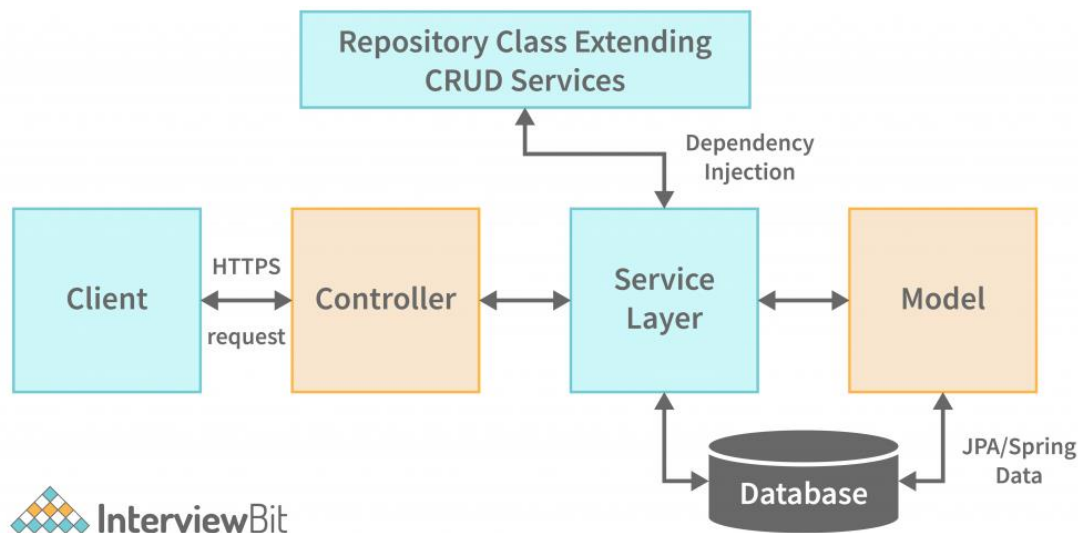 Repository Class Extending
CRUD Services
Dependency
Injection
Client
HTTPS
request
Controller
Service
Layer
Model
JPA/Spring
Data
Database
InterviewBit